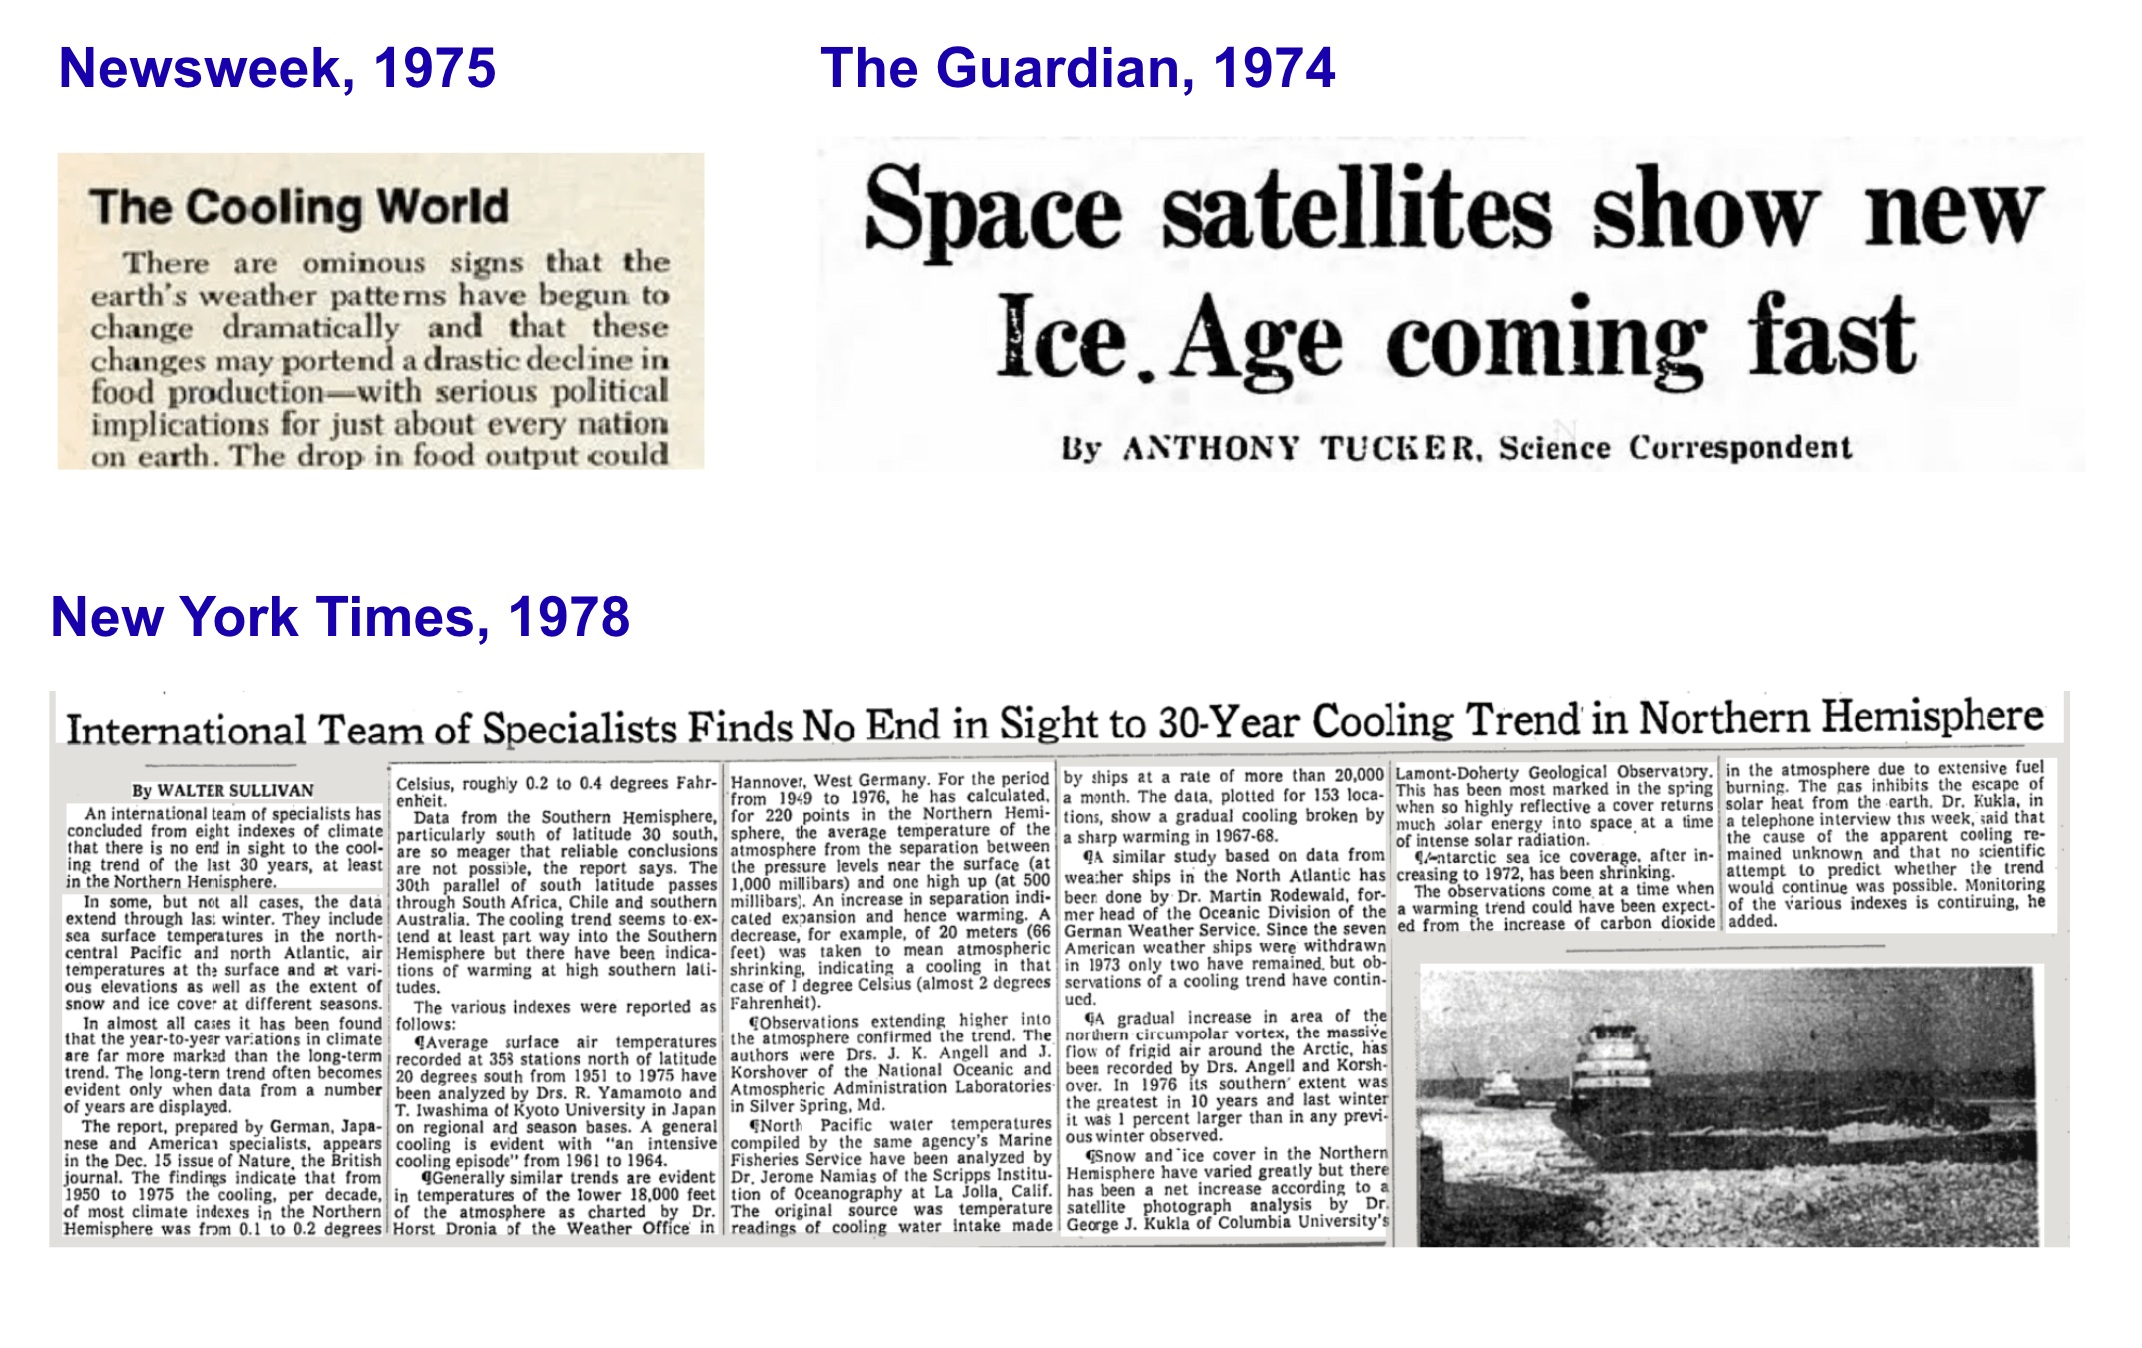 Newsweek, 1975
The Cooling World
There are ominous signs that the
earth's weather patterns have begun to
change dramatically and that these
changes may portend a drastic decline in
food production—with serious political
implications for just about every nation
on earth. The drop in food output could
The Guardian, 1974
Space satellites show new
Ice Age coming fast
By ANTHONY TUCKER, Science Correspondent
New York Times, 1978
International Team of Specialists Finds No End in Sight to 30-Year Cooling Trend in Northern Hemisphere
By WALTER SULLIVAN
An international team of specialists has
concluded from eight indexes of climate
that there is no end in sight to the cool-
ing trend of the last 30 years, at least
in the Northern Hemisphere.
In some, but not all cases, the data
extend through last winter. They include
sea surface temperatures in the north-
central Pacific and north Atlantic, air
temperatures at the surface and at vari-
ous elevations as well as the extent of
snow and ice cover at different seasons.
In almost all cases it has been found
that the year-to-year variations in climate
are far more marked than the long-term
trend. The long-term trend often becomes
evident only when data from a number
of years are displayed.
The report, prepared by German, Japa-
nese and American specialists, appears
in the Dec. 15 issue of Nature, the British
journal. The findings indicate that from
1950 to 1975 the cooling, per decade,
of most climate indexes in the Northern
Hemisphere was from 0.1 to 0.2 degrees
Celsius, roughly 0.2 to 0.4 degrees Fahr-
enheit.
Data from the Southern Hemisphere,
particularly south of latitude 30 south,
are so meager that reliable conclusions
are not possible, the report says. The
30th parallel of south latitude passes
through South Africa, Chile and southern
Australia. The cooling trend seems to ex-
tend at least part way into the Southern
Hemisphere but there have been indica-
tions of warming at high southern lati-
tudes.
The various indexes were reported as
follows:
¶Average surface air temperatures
recorded at 358 stations north of latitude
20 degrees south from 1951 to 1975 have
been analyzed by Drs. R. Yamamoto and
T. Iwashima of Kyoto University in Japan
on regional and season bases. A general
cooling is evident with "an intensive
cooling episode" from 1961 to 1964.
¶Generally similar trends are evident
in temperatures of the lower 18,000 feet
of the atmosphere as charted by Dr.
Horst Dronia of the Weather Office in
Hannover, West Germany. For the period
from 1949 to 1976, he has calculated,
for 220 points in the Northern Hemi-
sphere, the average temperature of the
atmosphere from the separation between
the pressure levels near the surface (at
1,000 millibars) and one high up (at 500
millibars). An increase in separation indi-
cated expansion and hence warming. A
decrease, for example, of 20 meters (66
feet) was taken to mean atmospheric
shrinking, indicating a cooling in that
case of 1 degree Celsius (almost 2 degrees
Fahrenheit).
¶Observations extending higher into
the atmosphere confirmed the trend. The
authors were Drs. J. K. Angell and J.
Korshover of the National Oceanic and
Atmospheric Administration Laboratories
in Silver Spring, Md.
¶North Pacific water temperatures
compiled by the same agency's Marine
Fisheries Service have been analyzed by
Dr. Jerome Namias of the Scripps Institu-
tion of Oceanography at La Jolla, Calif.
The original source was temperature
readings of cooling water intake made
by ships at a rate of more than 20,000
a month. The data, plotted for 153 loca-
tions, show a gradual cooling broken by
a sharp warming in 1967-68.
¶A similar study based on data from
weather ships in the North Atlantic has
been done by Dr. Martin Rodewald, for-
mer head of the Oceanic Division of the
German Weather Service. Since the seven
American weather ships were withdrawn
in 1973 only two have remained, but ob-
servations of a cooling trend have contin-
ued.
¶A gradual increase in area of the
northern circumpolar vortex, the massive
flow of frigid air around the Arctic, has
been recorded by Drs. Angell and Korsh-
over. In 1976 its southern extent was
the greatest in 10 years and last winter
it was 1 percent larger than in any previ-
ous winter observed.
¶Snow and ice cover in the Northern
Hemisphere have varied greatly but there
has been a net increase according to a
satellite photograph analysis by Dr.
George J. Kukla of Columbia University's
Lamont-Doherty Geological Observatory.
This has been most marked in the spring
when so highly reflective a cover returns
much solar energy into space at a time
of intense solar radiation.
¶Antarctic sea ice coverage, after in-
creasing to 1972, has been shrinking.
The observations come at a time when
a warming trend could have been expect-
ed from the increase of carbon dioxide
in the atmosphere due to extensive fuel
burning. The gas inhibits the escape of
solar heat from the earth. Dr. Kukla, in
a telephone interview this week, said that
the cause of the apparent cooling re-
mained unknown and that no scientific
attempt to predict whether the trend
would continue was possible. Monitoring
of the various indexes is continuing, he
added.